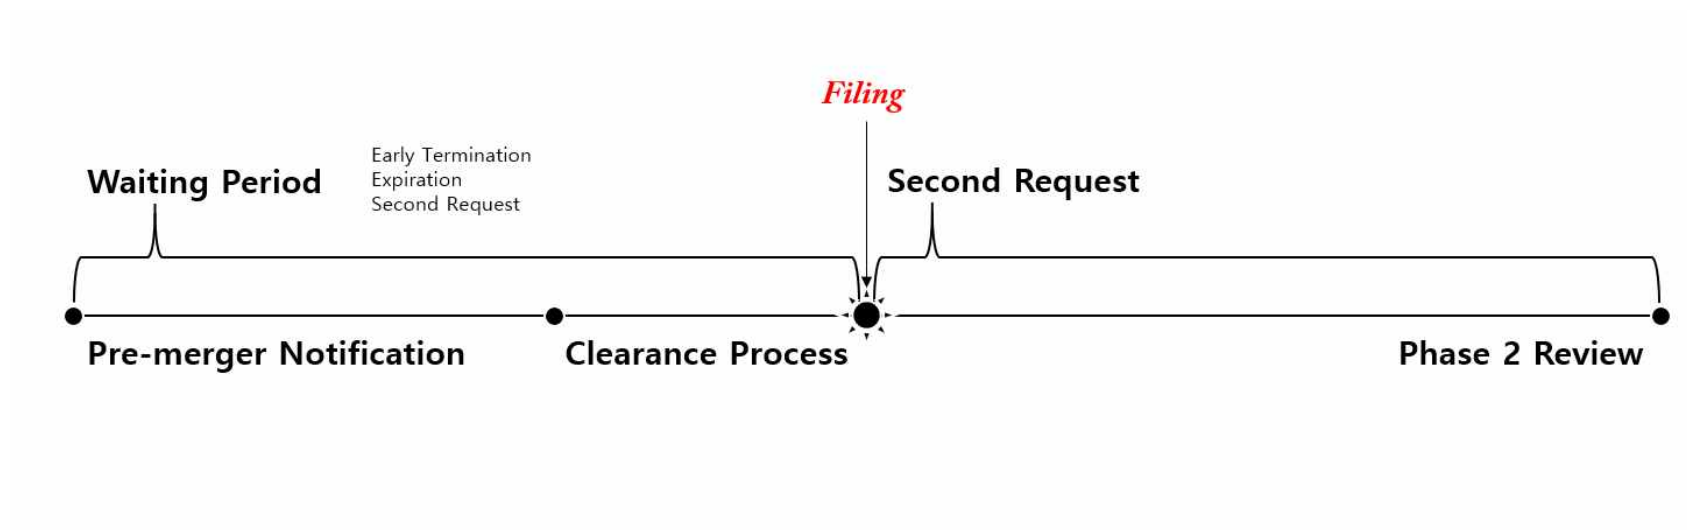 Filing
Waiting Period
Early Termination
Expiration
Second Request
Second Request
Pre-merger Notification
Clearance Process
Phase 2 Review